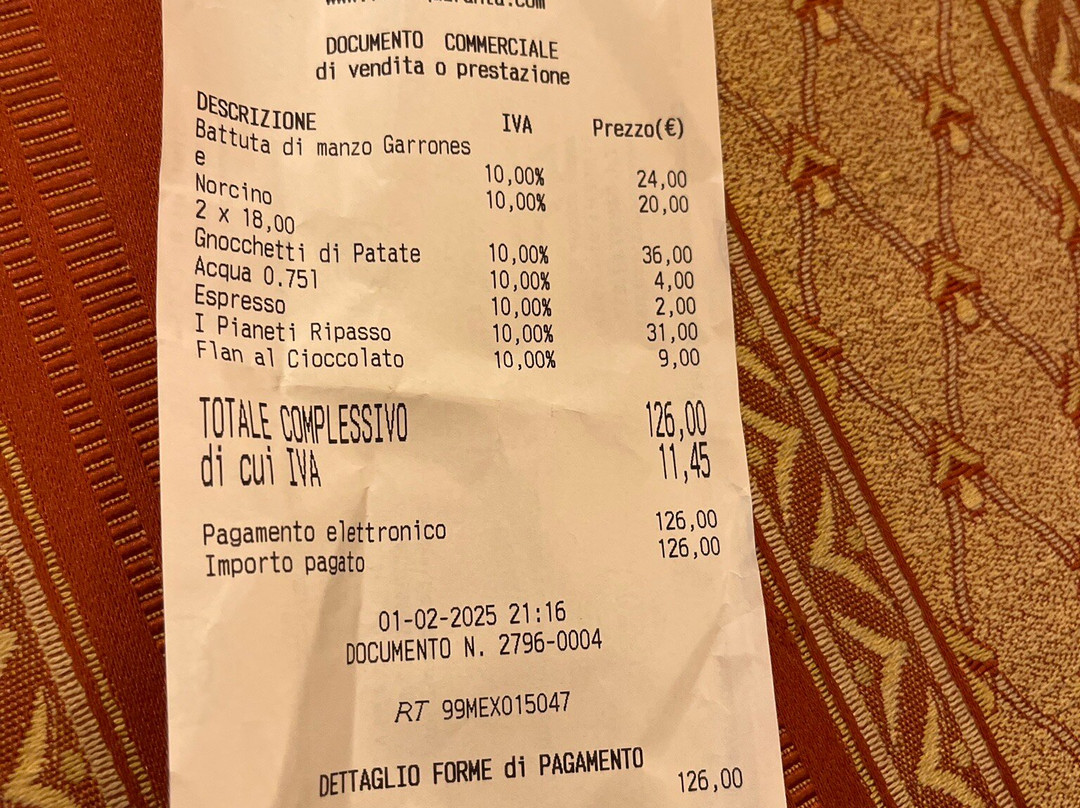 DOCUMENTO COMMERCIALE
di vendita o prestazione
DESCRIZIONE IVA Prezzo(€)
Battuta di manzo Garrones
e 10,00% 24,00
Norcino 10,00% 20,00
2 x 18,00
Gnocchetti di Patate 10,00% 36,00
Acqua 0.75l 10,00% 4,00
Espresso 10,00% 2,00
I Pianeti Ripasso 10,00% 31,00
Flan al Cioccolato 10,00% 9,00
TOTALE COMPLESSIVO 126,00
di cui IVA 11,45
Pagamento elettronico 126,00
Importo pagato 126,00
01-02-2025 21:16
DOCUMENTO N. 2796-0004
RT 99MEX015047
DETTAGLIO FORME di PAGAMENTO
126,00